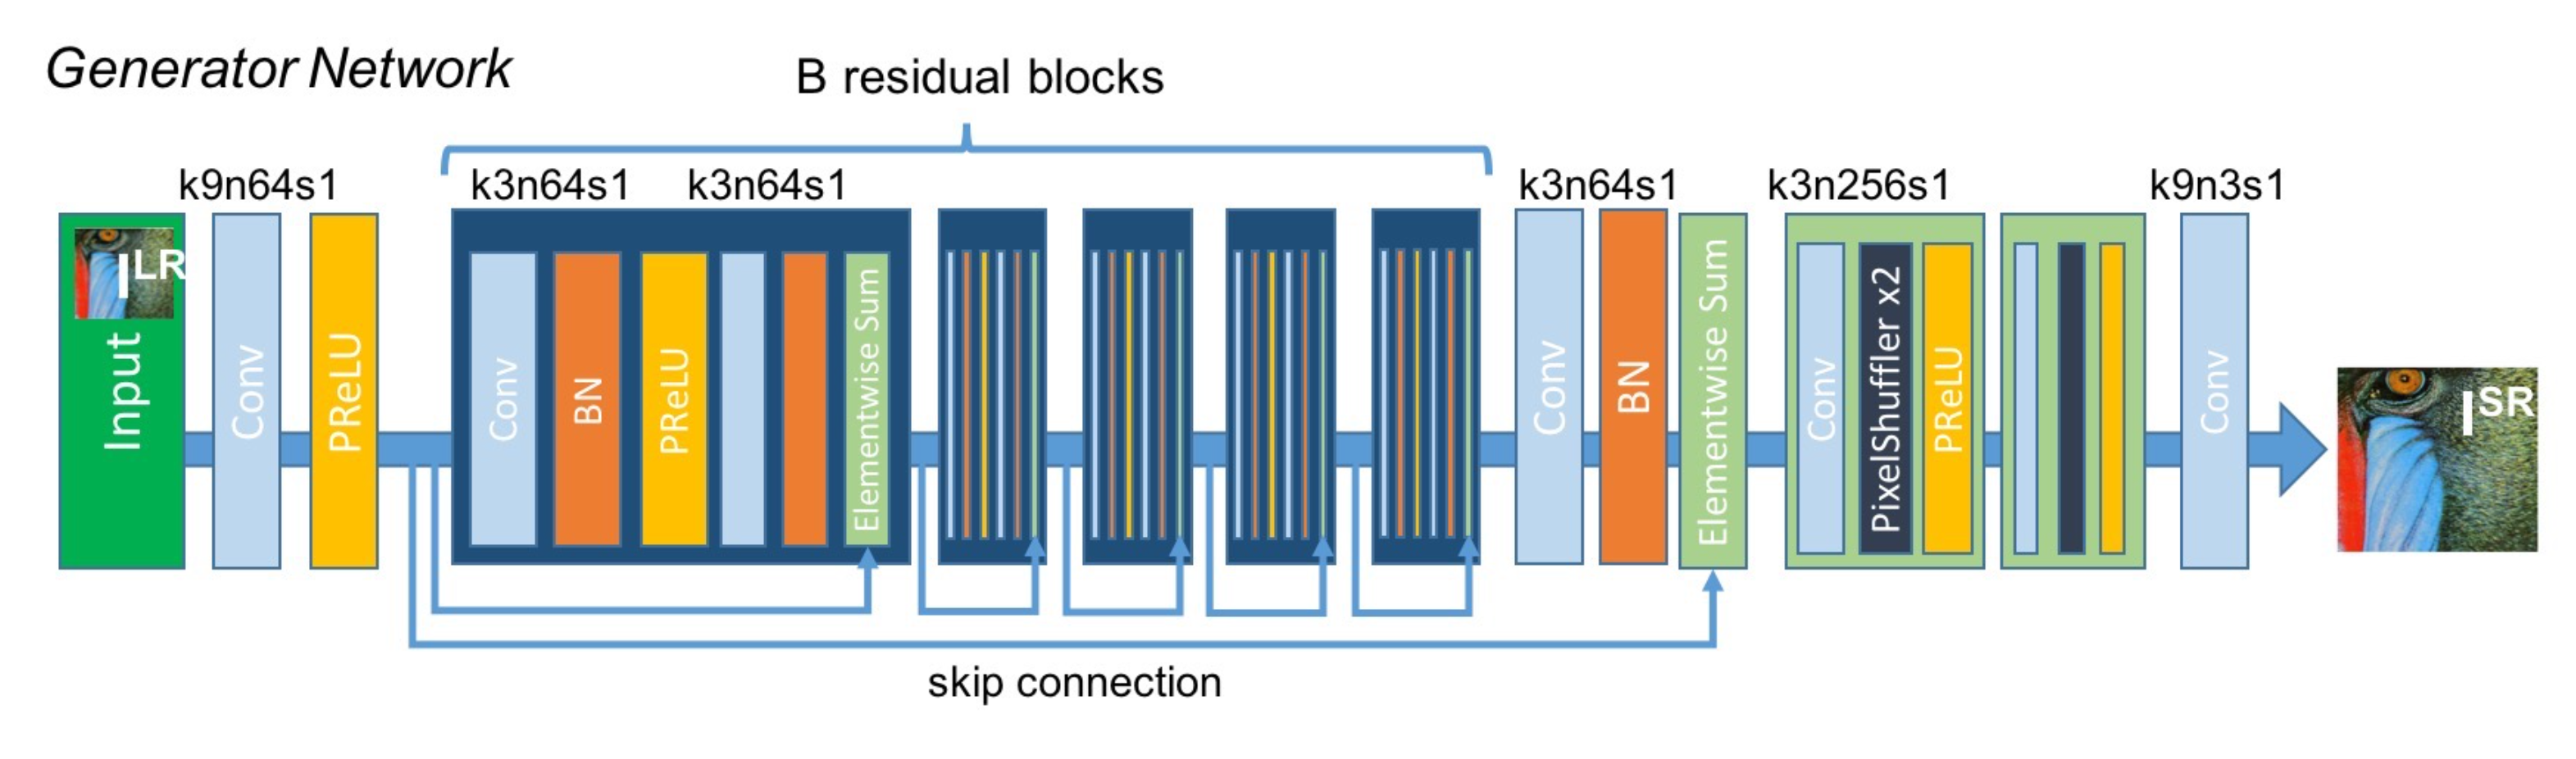 Generator Network
B residual blocks
k9n64s1
k3n64s1
k3n64s1
k3n64s1
k3n256s1
k9n3s1
I^LR
Input
Conv
PReLU
Conv
BN
PReLU
Elementwise Sum
Conv
BN
Elementwise Sum
Conv
PixelShuffler x2
PReLU
Conv
I^SR
skip connection